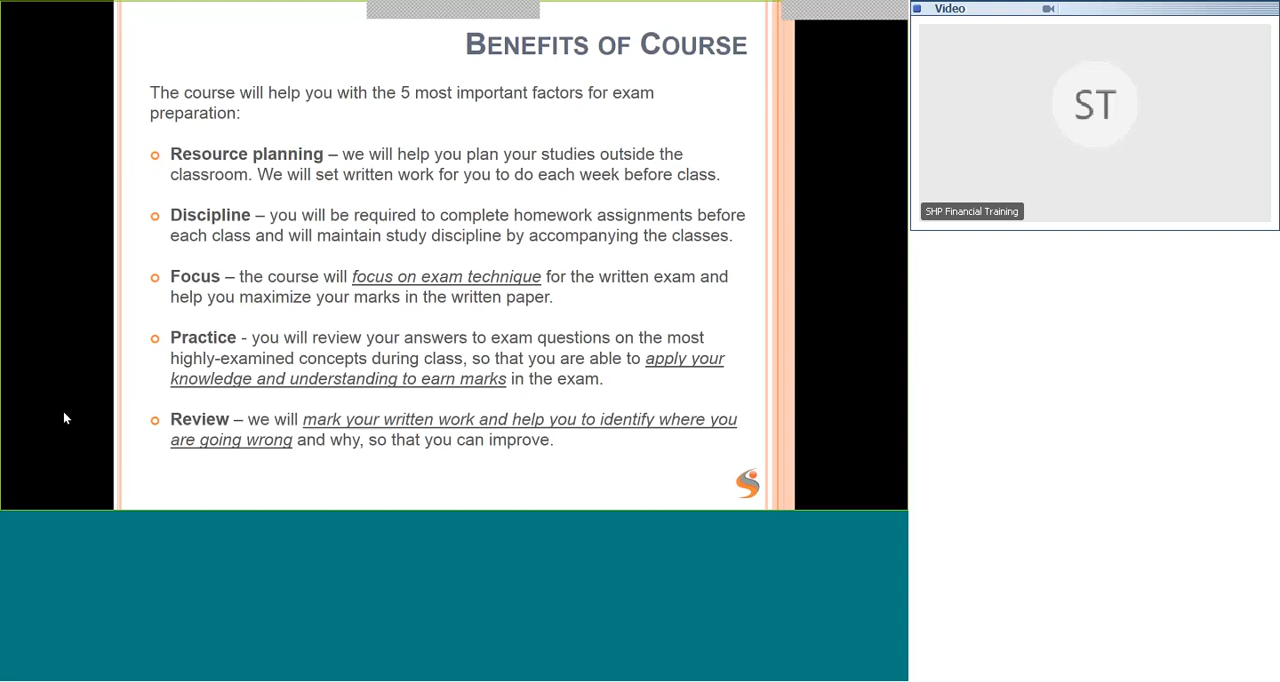 BENEFITS OF COURSE
The course will help you with the 5 most important factors for exam
preparation:
Resource planning – we will help you plan your studies outside the
classroom. We will set written work for you to do each week before class.
Discipline – you will be required to complete homework assignments before
each class and will maintain study discipline by accompanying the classes.
Focus – the course will focus on exam technique for the written exam and
help you maximize your marks in the written paper.
Practice - you will review your answers to exam questions on the most
highly-examined concepts during class, so that you are able to apply your
knowledge and understanding to earn marks in the exam.
Review – we will mark your written work and help you to identify where you
are going wrong and why, so that you can improve.
Video
ST
SHP Financial Training